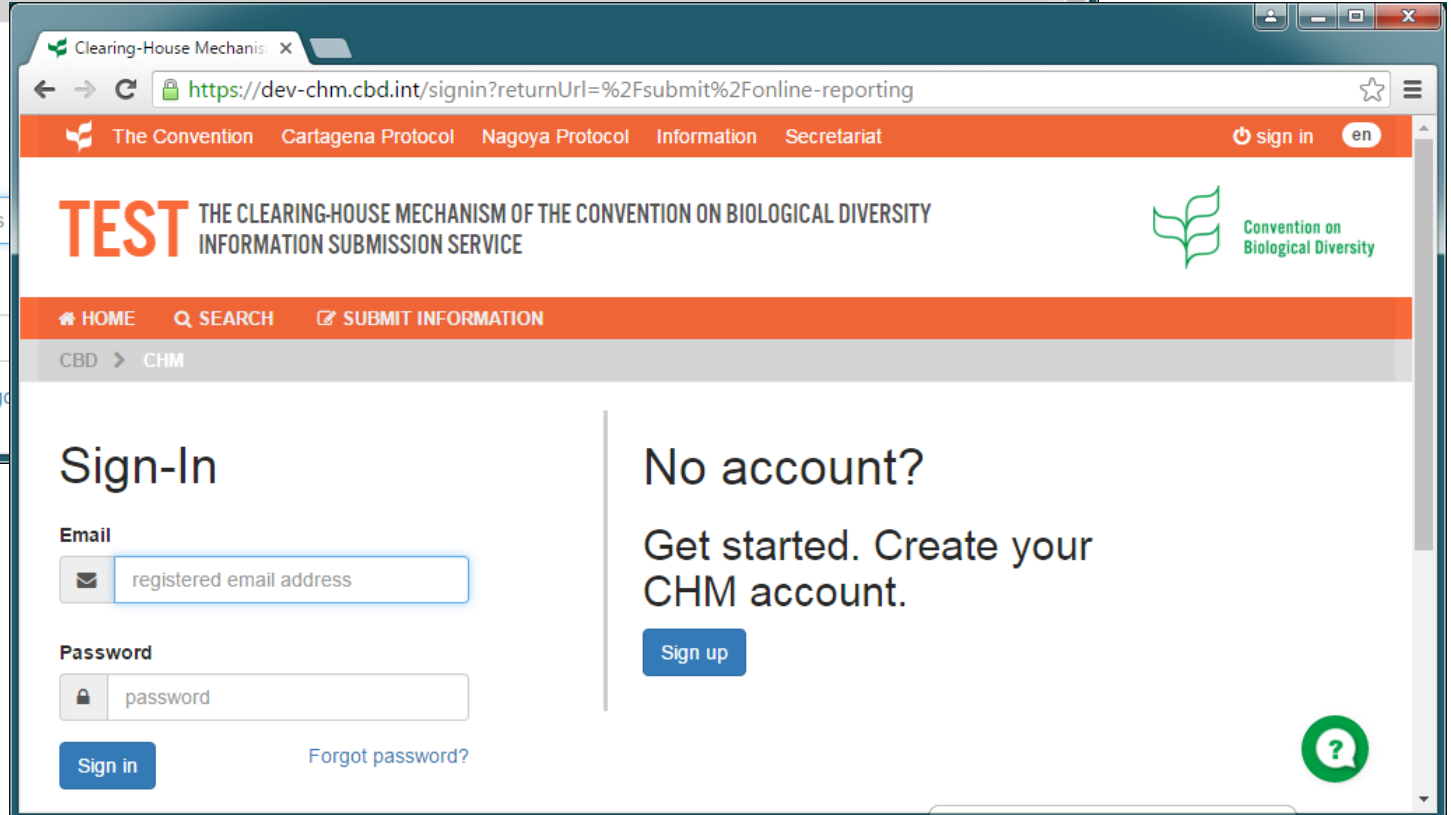 Clearing-House Mechanis
https://dev-chm.cbd.int/signin?returnUrl=%2Fsubmit%2Fonline-reporting
The Convention Cartagena Protocol Nagoya Protocol Information Secretariat sign in en
TEST THE CLEARING-HOUSE MECHANISM OF THE CONVENTION ON BIOLOGICAL DIVERSITY
INFORMATION SUBMISSION SERVICE
Convention on
Biological Diversity
HOME SEARCH SUBMIT INFORMATION
CBD > CHM
Sign-In
Email
registered email address
Password
password
Sign in Forgot password?
No account?
Get started. Create your
CHM account.
Sign up
?